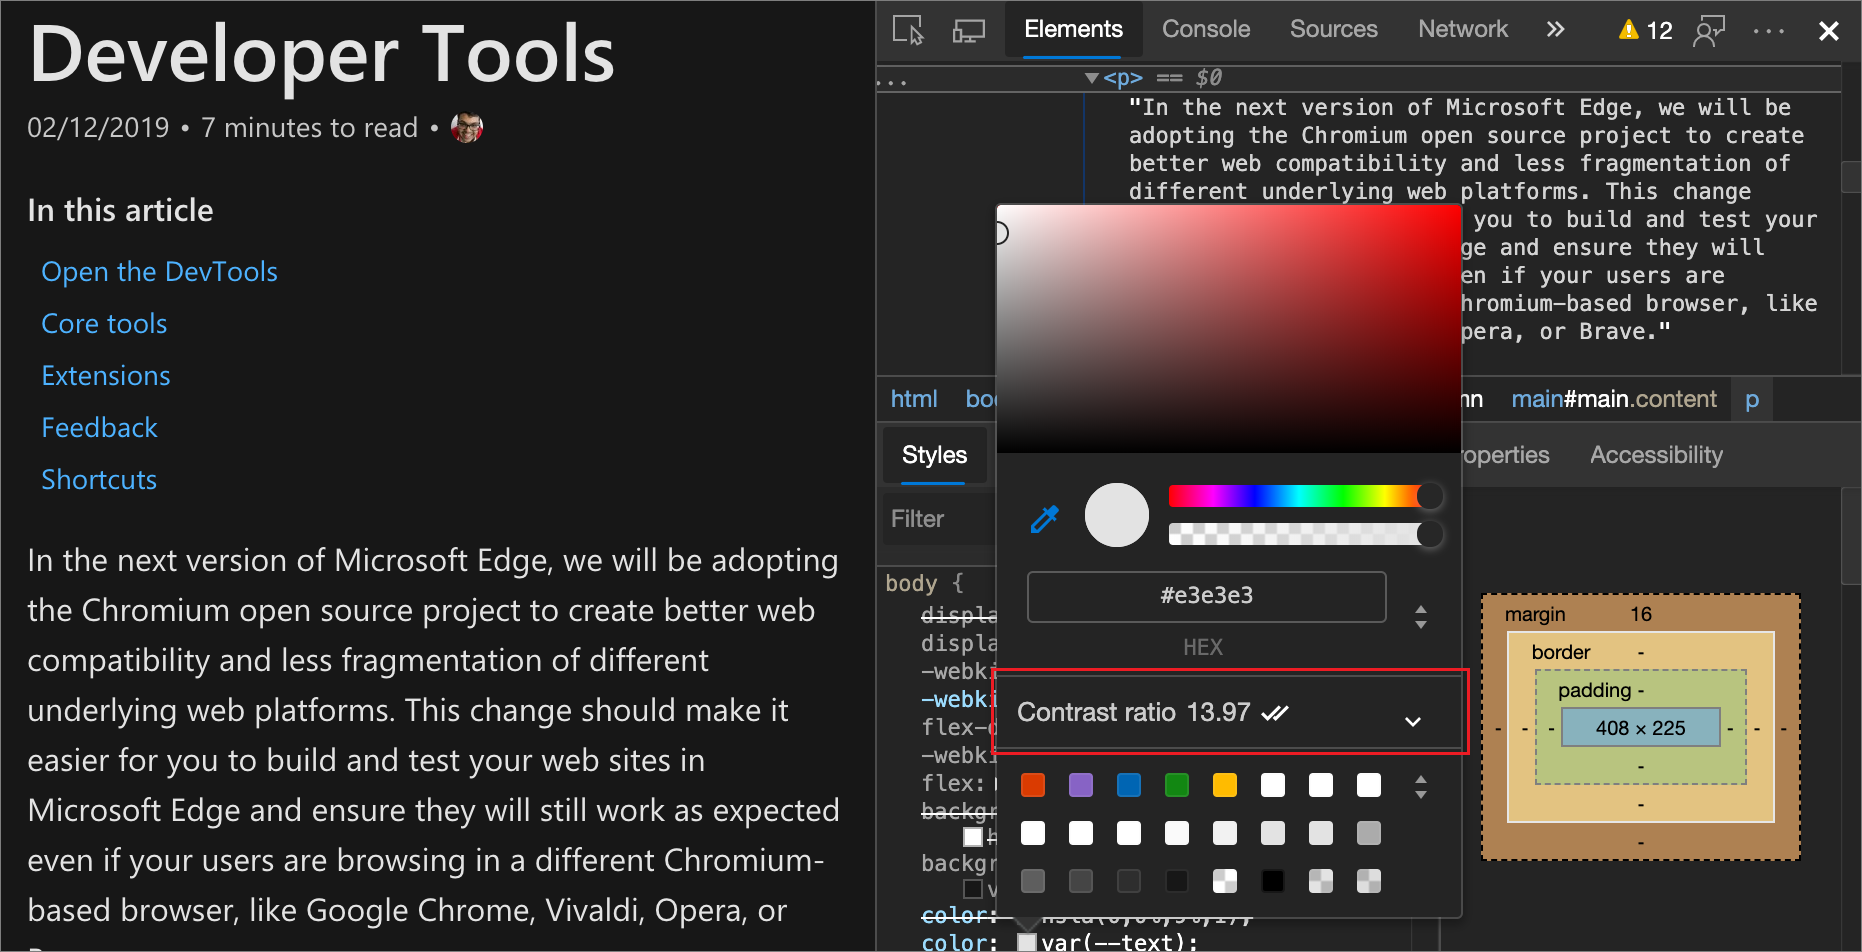 Developer Tools
02/12/2019 • 7 minutes to read •
In this article
Open the DevTools
Core tools
Extensions
Feedback
Shortcuts
In the next version of Microsoft Edge, we will be adopting
the Chromium open source project to create better web
compatibility and less fragmentation of different
underlying web platforms. This change should make it
easier for you to build and test your web sites in
Microsoft Edge and ensure they will still work as expected
even if your users are browsing in a different Chromium-
based browser, like Google Chrome, Vivaldi, Opera, or
Elements Console Sources Network » 12
... <p> == $0
"In the next version of Microsoft Edge, we will be
adopting the Chromium open source project to create
better web compatibility and less fragmentation of
different underlying web platforms. This change
you to build and test your
ge and ensure they will
en if your users are
hromium-based browser, like
pera, or Brave."
html main#main.content p
Styles operties Accessibility
Filter
body {
displa
displa
-webki
-webki
flex-d
-webki
flex:
backgr
backgr
color:
color: var(--text);
#e3e3e3
HEX
Contrast ratio 13.97
margin 16
border -
padding -
- - - 408 × 225 - - -
-
-
-